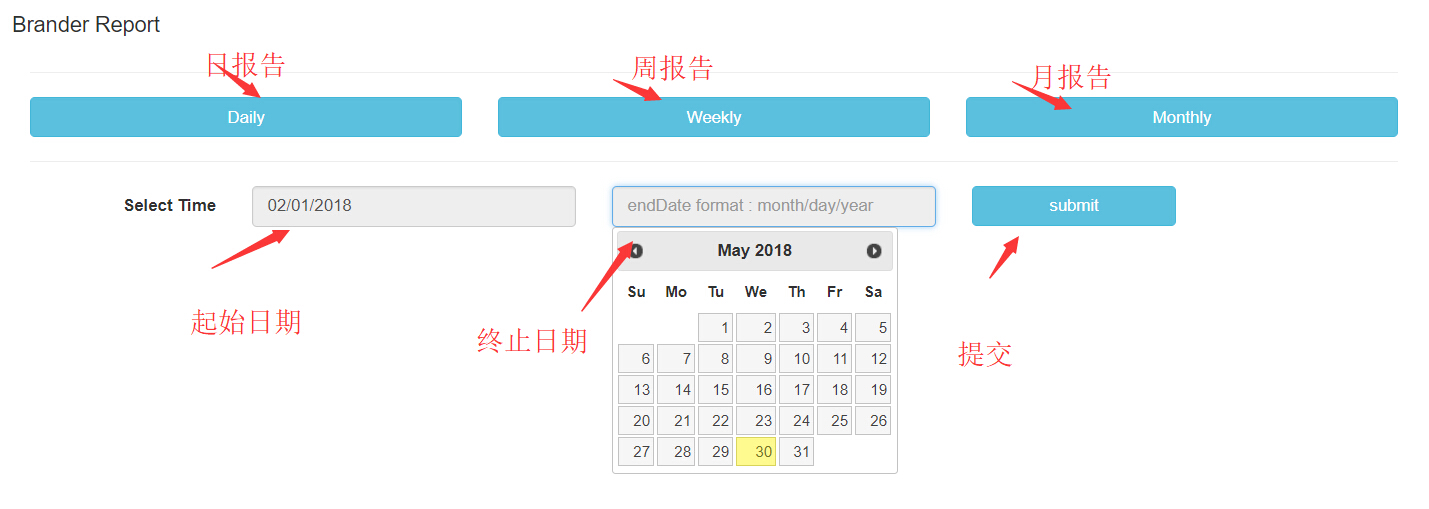 Brander Report
日报告
周报告
月报告
Daily
Weekly
Monthly
Select Time
02/01/2018
endDate format : month/day/year
submit
May 2018
Su Mo Tu We Th Fr Sa
1 2 3 4 5
6 7 8 9 10 11 12
13 14 15 16 17 18 19
20 21 22 23 24 25 26
27 28 29 30 31
起始日期
终止日期
提交